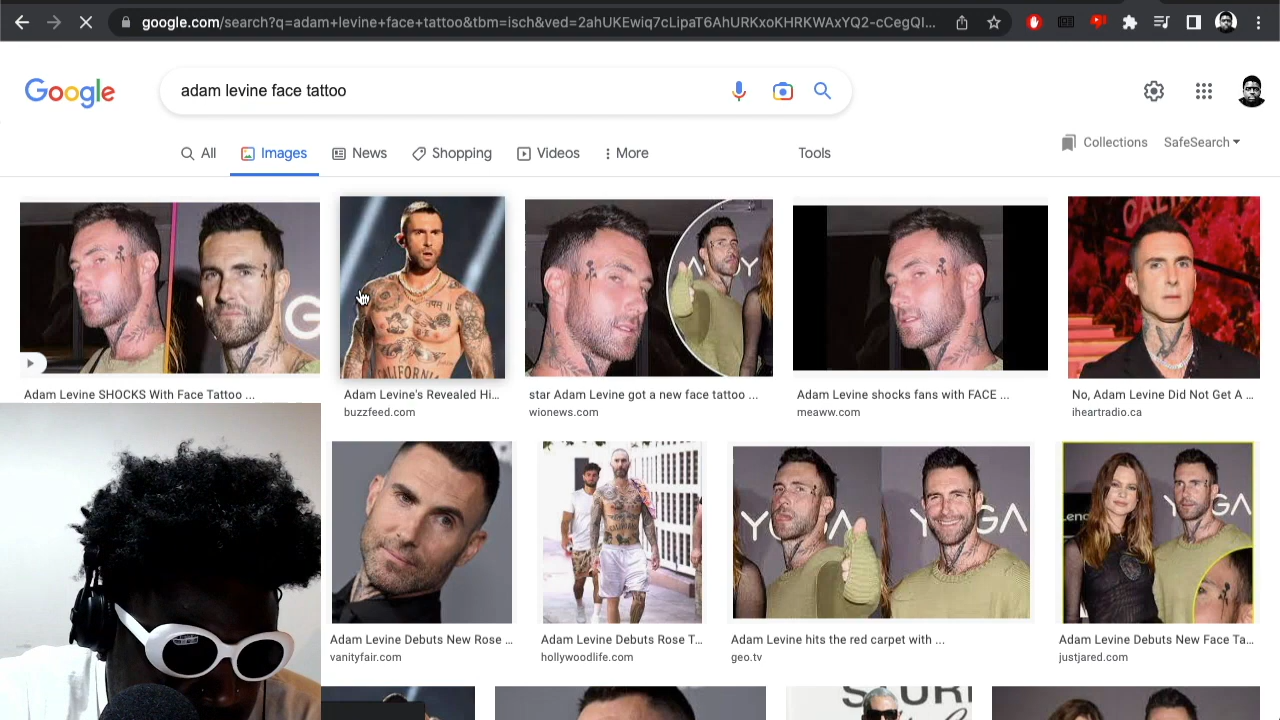 google.com/search?q=adam+levine+face+tattoo&tbm=isch&ved=2ahUKEwiq7cLipaT6AhURKxoKHRKWAxYQ2-cCegQI...
Google
adam levine face tattoo
All
Images
News
Shopping
Videos
More
Tools
Collections
SafeSearch
CALIFORNIA
Adam Levine SHOCKS With Face Tattoo ...
Adam Levine's Revealed Hi...
star Adam Levine got a new face tattoo ...
Adam Levine shocks fans with FACE ...
No, Adam Levine Did Not Get A ...
buzzfeed.com
wionews.com
meaww.com
iheartradio.ca
YOGA
YOGA
Adam Levine Debuts New Rose ...
Adam Levine Debuts Rose T...
Adam Levine hits the red carpet with ...
Adam Levine Debuts New Face Ta...
vanityfair.com
hollywoodlife.com
geo.tv
justjared.com